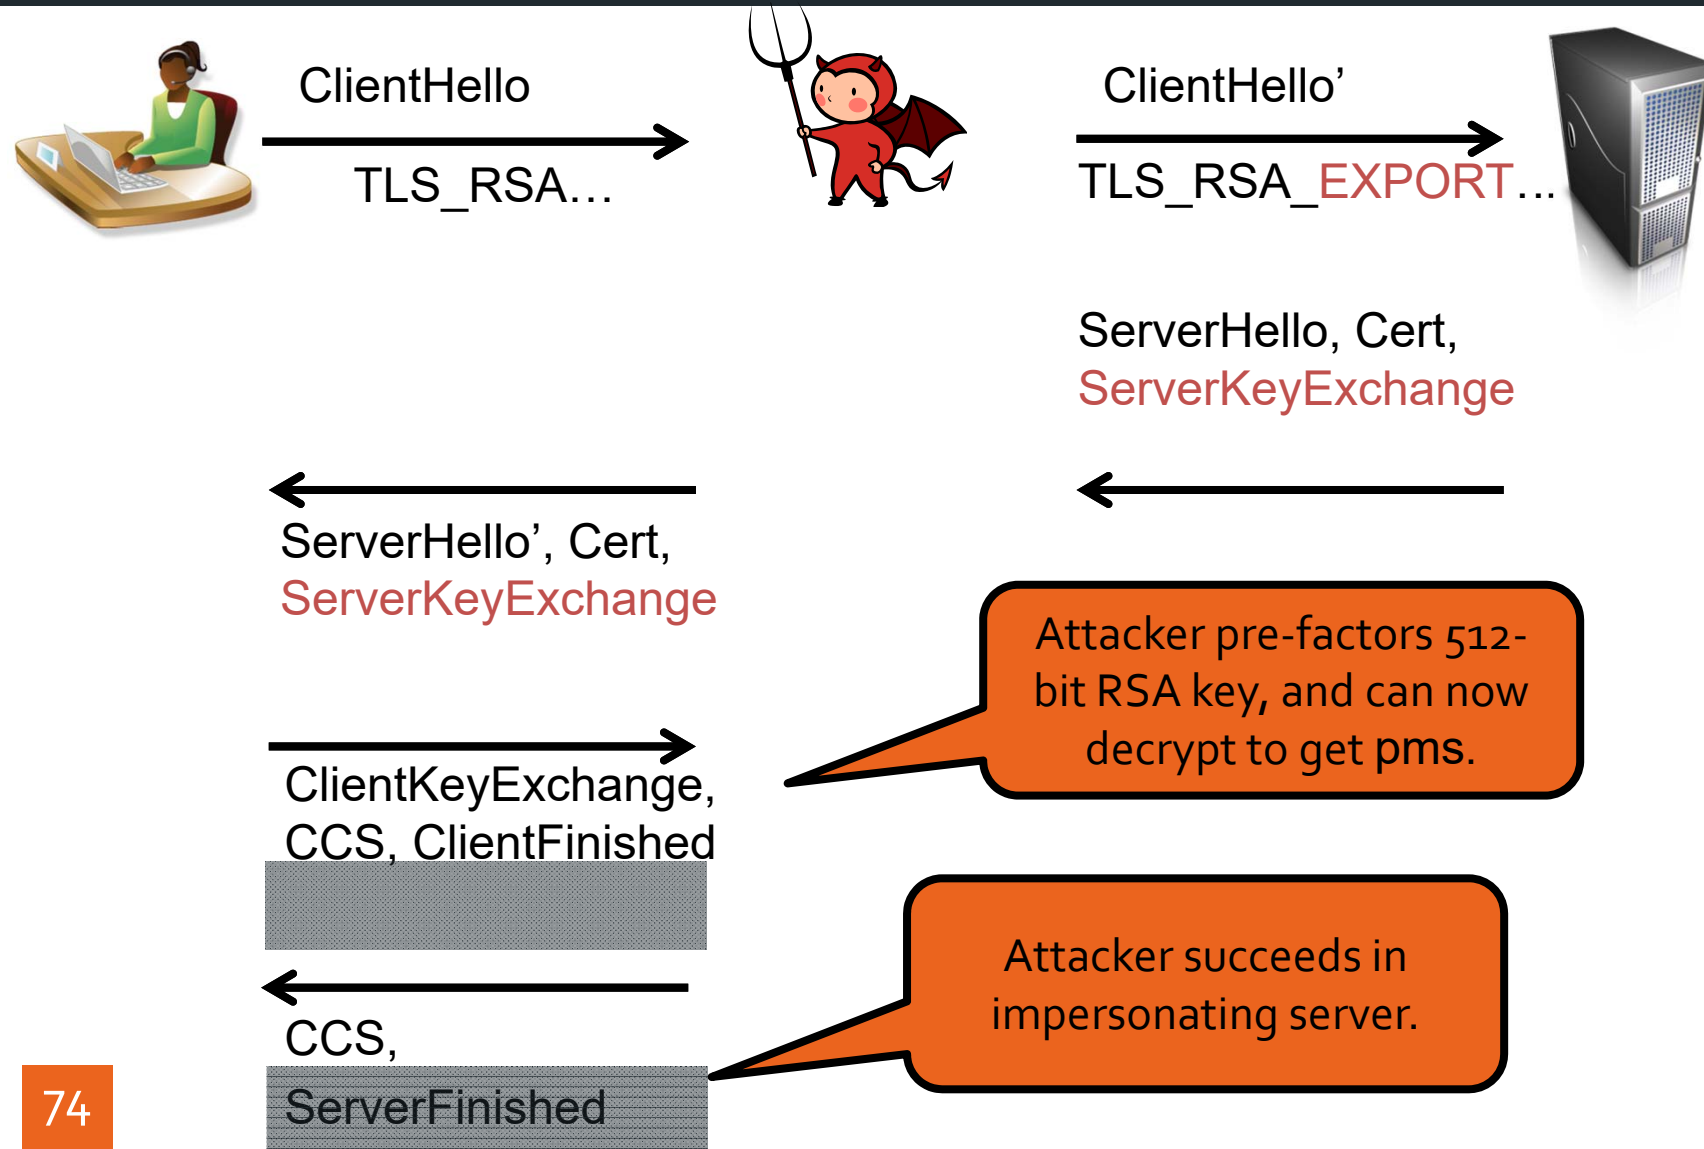 ClientHello
TLS_RSA…
ClientHello’
TLS_RSA_EXPORT…
ServerHello, Cert,
ServerKeyExchange
ServerHello’, Cert,
ServerKeyExchange
Attacker pre-factors 512-
bit RSA key, and can now
decrypt to get pms.
ClientKeyExchange,
CCS, ClientFinished
Attacker succeeds in
impersonating server.
CCS,
ServerFinished
74